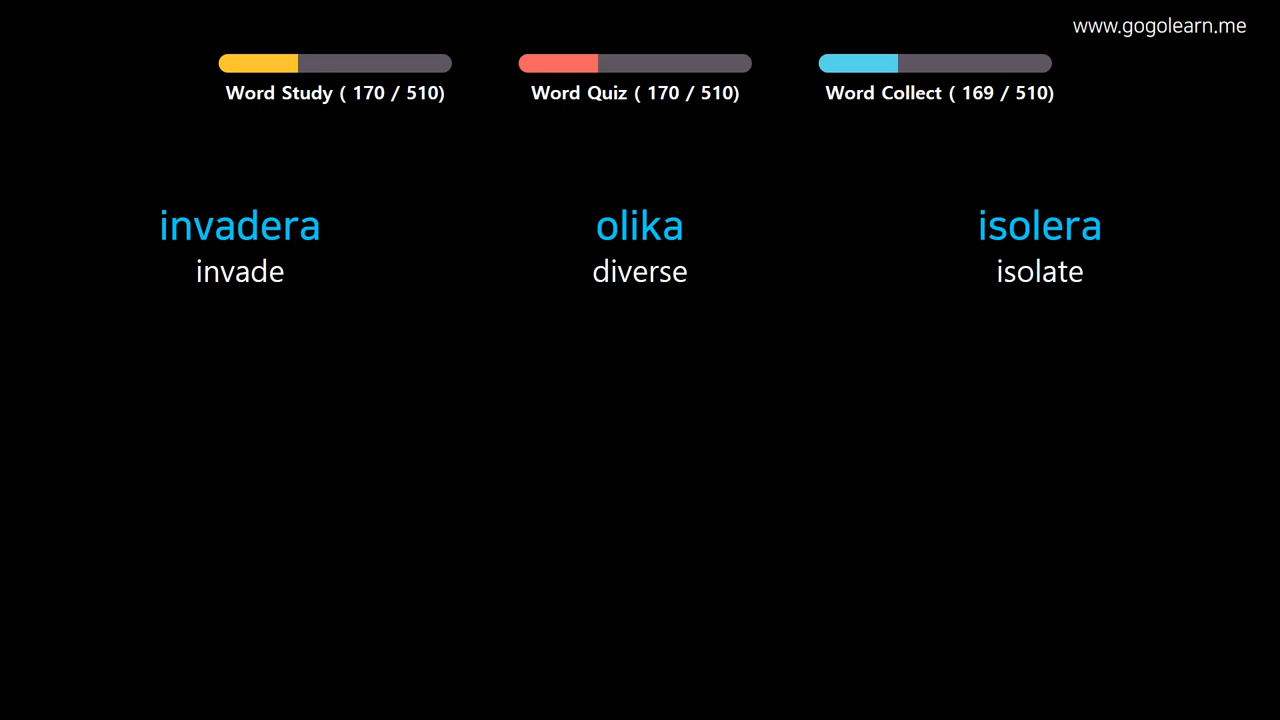 www.gogolearn.me
Word Study ( 170 / 510)
Word Quiz ( 170 / 510)
Word Collect ( 169 / 510)
invadera
invade
olika
diverse
isolera
isolate